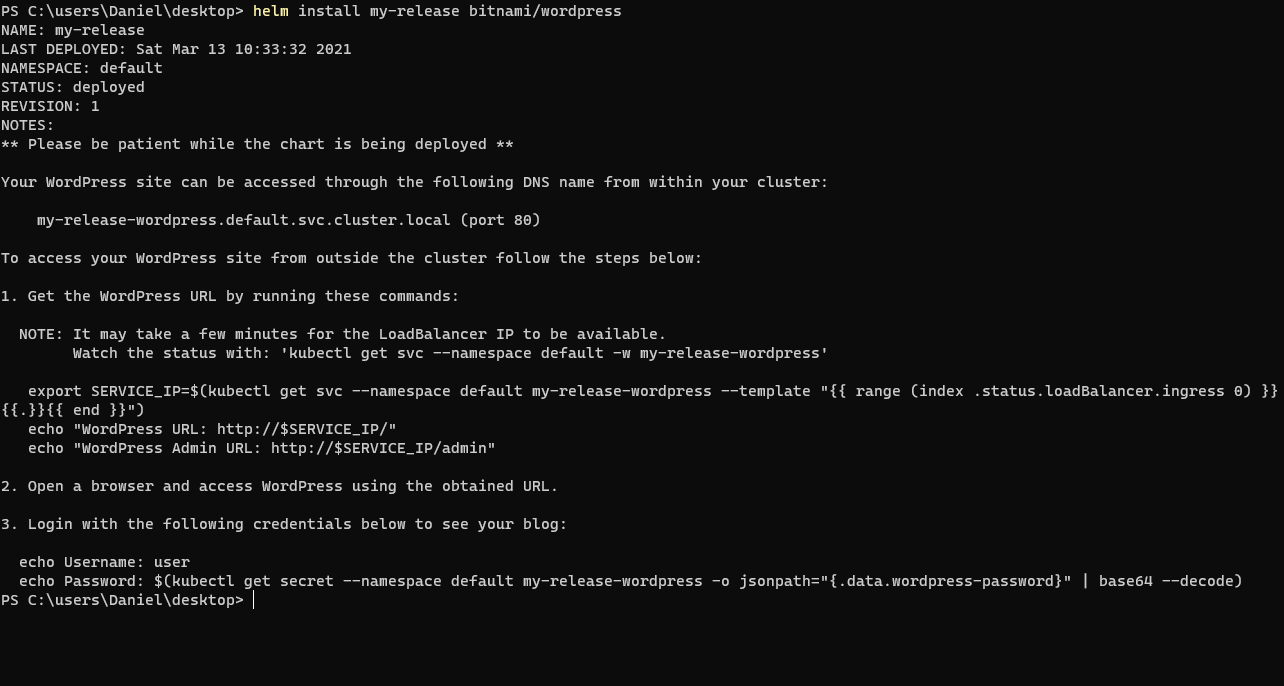 PS C:\users\Daniel\desktop> helm install my-release bitnami/wordpress
NAME: my-release
LAST DEPLOYED: Sat Mar 13 10:33:32 2021
NAMESPACE: default
STATUS: deployed
REVISION: 1
NOTES:
** Please be patient while the chart is being deployed **
Your WordPress site can be accessed through the following DNS name from within your cluster:
    my-release-wordpress.default.svc.cluster.local (port 80)
To access your WordPress site from outside the cluster follow the steps below:
1. Get the WordPress URL by running these commands:
  NOTE: It may take a few minutes for the LoadBalancer IP to be available.
        Watch the status with: 'kubectl get svc --namespace default -w my-release-wordpress'
   export SERVICE_IP=$(kubectl get svc --namespace default my-release-wordpress --template "{{ range (index .status.loadBalancer.ingress 0) }}
{{.}}{{ end }}")
   echo "WordPress URL: http://$SERVICE_IP/"
   echo "WordPress Admin URL: http://$SERVICE_IP/admin"
2. Open a browser and access WordPress using the obtained URL.
3. Login with the following credentials below to see your blog:
  echo Username: user
  echo Password: $(kubectl get secret --namespace default my-release-wordpress -o jsonpath="{.data.wordpress-password}" | base64 --decode)
PS C:\users\Daniel\desktop>